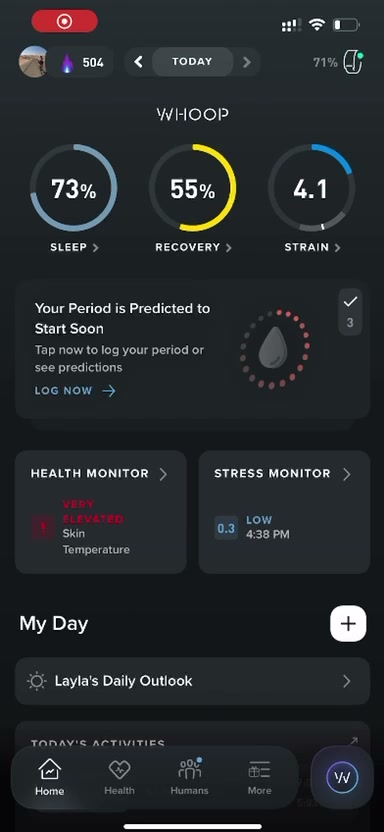 504
TODAY
71%
WHOOP
73%
55%
4.1
SLEEP
RECOVERY
STRAIN
Your Period is Predicted to
Start Soon
Tap now to log your period or
see predictions
LOG NOW
3
HEALTH MONITOR
!
VERY
ELEVATED
Skin
Temperature
STRESS MONITOR
0.3
LOW
4:38 PM
My Day
Layla's Daily Outlook
TODAY'S ACTIVITIES
Home
Health
Humans
More
W